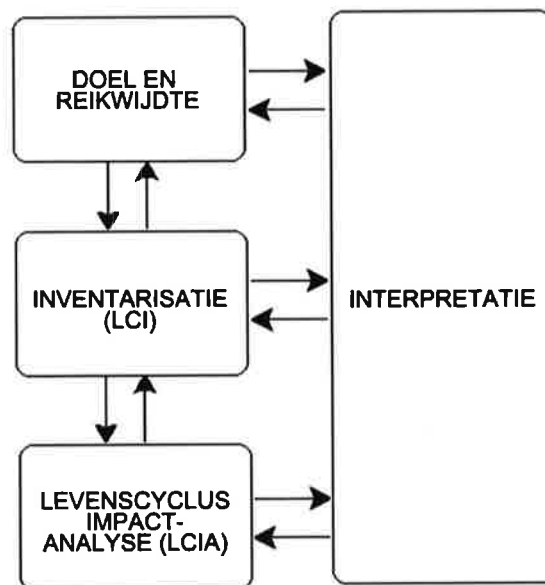 DOEL EN
REIKWIJDTE
INVENTARISATIE
(LCI)
INTERPRETATIE
LEVENSCYCLUS
IMPACT-
ANALYSE (LCIA)